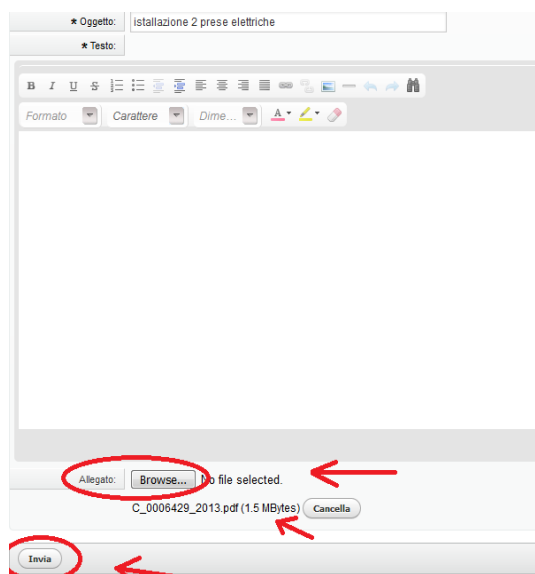 ★ Oggetto: istallazione 2 prese elettriche
★ Testo:
B I U S
Formato Carattere Dime... A
Allegato: Browse... No file selected.
C_0006429_2013.pdf (1.5 MBytes) Cancella
Invia